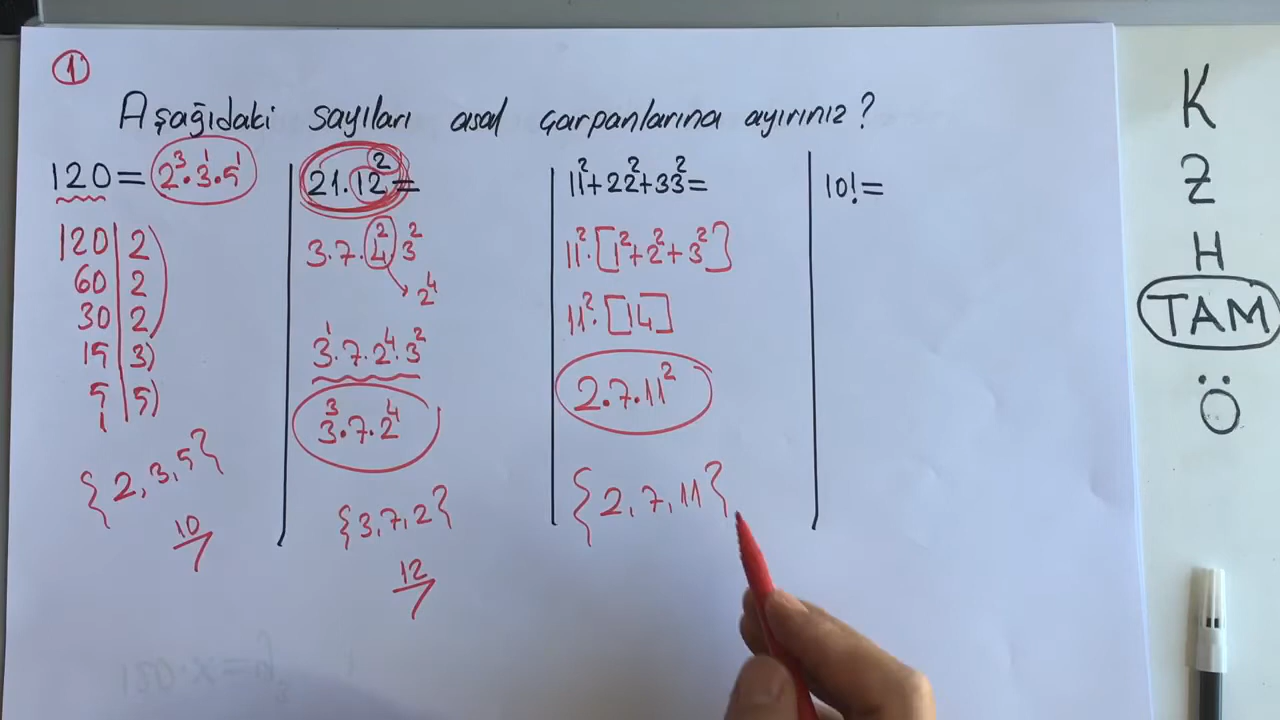 1
Aşağıdaki sayıları asal çarpanlarına ayırınız?
120 = 2³·3¹·5¹
120 | 2
60 | 2
30 | 2
15 | 3
5 | 5
1
{2, 3, 5}
10
21·12² =
3·7·4²·3²
2⁴
3¹·7·2⁴·3²
3³·7·2⁴
{3, 7, 2}
12
11² + 22² + 33² =
11²·[1² + 2² + 3²]
11²·[14]
2·7·11²
{2, 7, 11}
10! =
K
Z
H
TAM
Ö